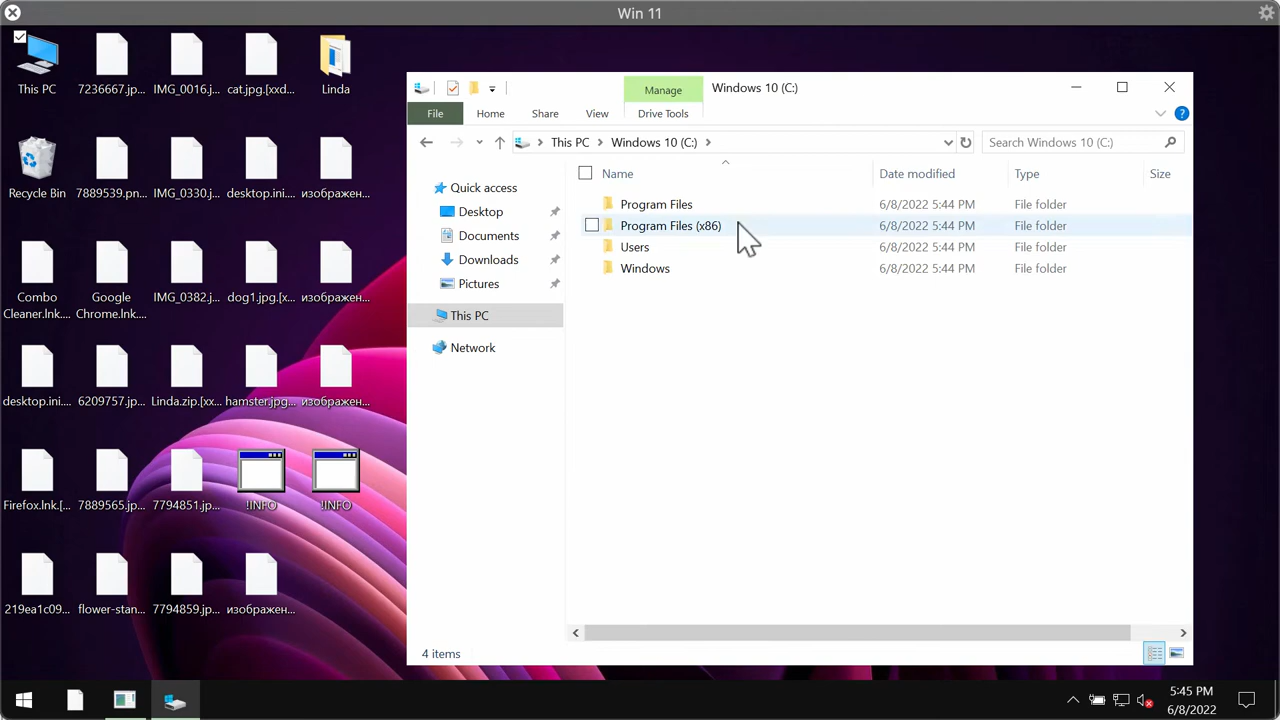 Win 11
This PC
7236667.jp...
IMG_0016.j...
cat.jpg.[xxd...
Linda
Recycle Bin
7889539.pn...
IMG_0330.j...
desktop.ini....
изображен...
Combo
Cleaner.lnk....
Google
Chrome.lnk....
IMG_0382.j...
dog1.jpg.[x...
изображен...
desktop.ini....
6209757.jp...
Linda.zip.[xx...
hamster.jpg...
изображен...
Firefox.lnk.[...
7889565.jp...
7794851.jp...
!INFO
!INFO
219ea1c09...
flower-stan...
7794859.jp...
изображен...
Manage
Windows 10 (C:)
File
Home
Share
View
Drive Tools
This PC
Windows 10 (C:)
Search Windows 10 (C:)
Quick access
Desktop
Documents
Downloads
Pictures
This PC
Network
Name
Date modified
Type
Size
Program Files
6/8/2022 5:44 PM
File folder
Program Files (x86)
6/8/2022 5:44 PM
File folder
Users
6/8/2022 5:44 PM
File folder
Windows
6/8/2022 5:44 PM
File folder
4 items
5:45 PM
6/8/2022